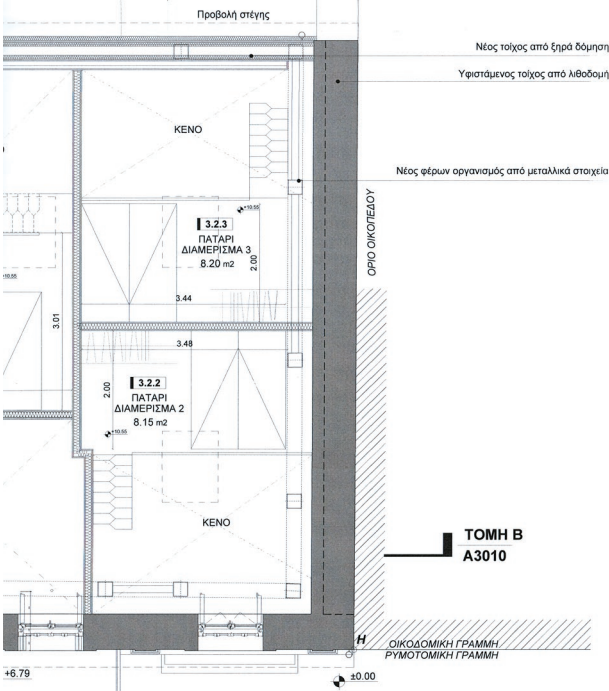 Προβολή στέγης
Νέος τοίχος από ξηρά δόμηση
Υφιστάμενος τοίχος από λιθοδομή
ΚΕΝΟ
Νέος φέρων οργανισμός από μεταλλικά στοιχεία
ΟΡΙΟ ΟΙΚΟΠΕΔΟΥ
3.2.3
ΠΑΤΑΡΙ
ΔΙΑΜΕΡΙΣΜΑ 3
8.20 m2
+10.55
2.00
+10.55
3.44
3.01
3.48
3.2.2
ΠΑΤΑΡΙ
ΔΙΑΜΕΡΙΣΜΑ 2
8.15 m2
2.00
+10.55
ΚΕΝΟ
ΤΟΜΗ Β
Α3010
Η
ΟΙΚΟΔΟΜΙΚΗ ΓΡΑΜΜΗ
ΡΥΜΟΤΟΜΙΚΗ ΓΡΑΜΜΗ
+6.79
±0.00